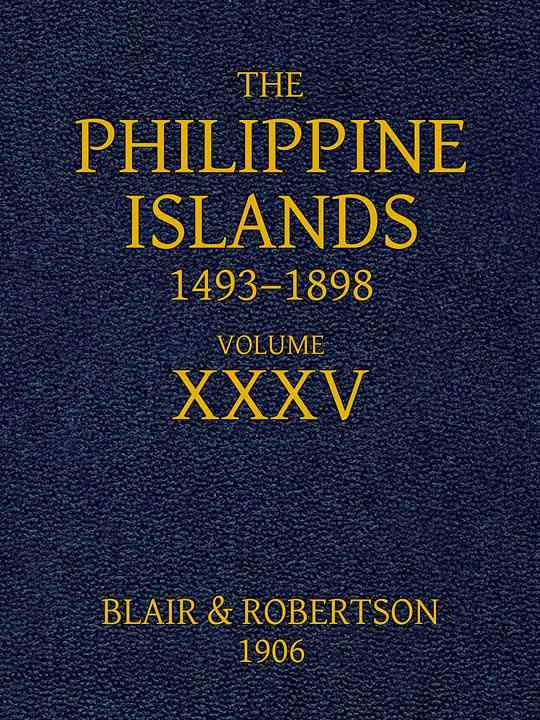 THE
PHILIPPINE
ISLANDS
1493–1898
VOLUME
XXXV
BLAIR & ROBERTSON
1906